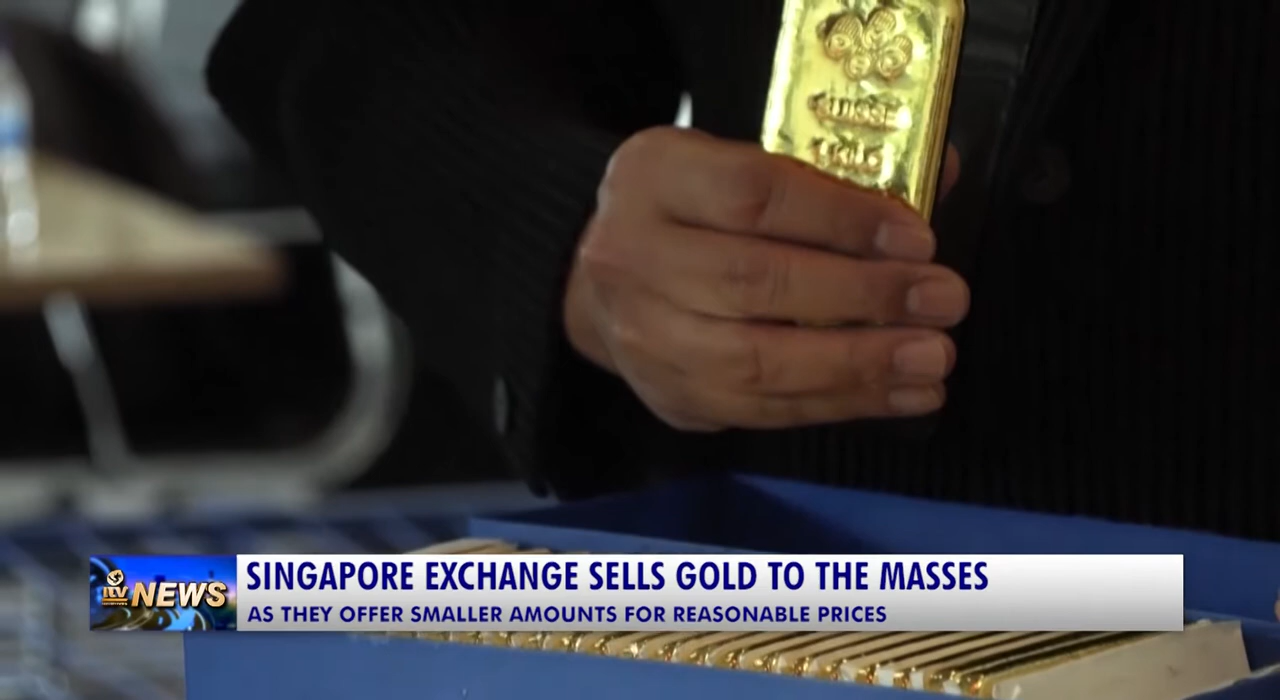 SUISSE
1 KILO
ITV NEWS
SINGAPORE EXCHANGE SELLS GOLD TO THE MASSES
AS THEY OFFER SMALLER AMOUNTS FOR REASONABLE PRICES